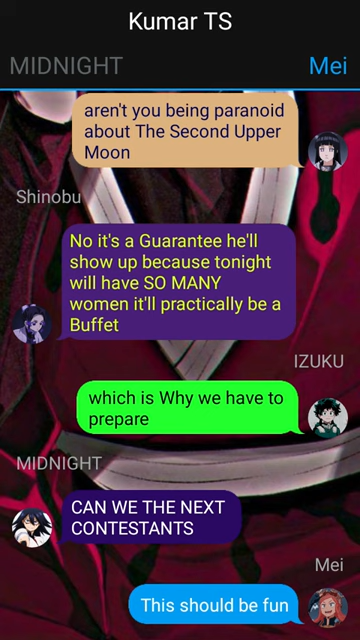 Kumar TS
MIDNIGHT
Mei
aren't you being paranoid
about The Second Upper
Moon
Shinobu
No it's a Guarantee he'll
show up because tonight
will have SO MANY
women it'll practically be a
Buffet
IZUKU
which is Why we have to
prepare
MIDNIGHT
CAN WE THE NEXT
CONTESTANTS
Mei
This should be fun